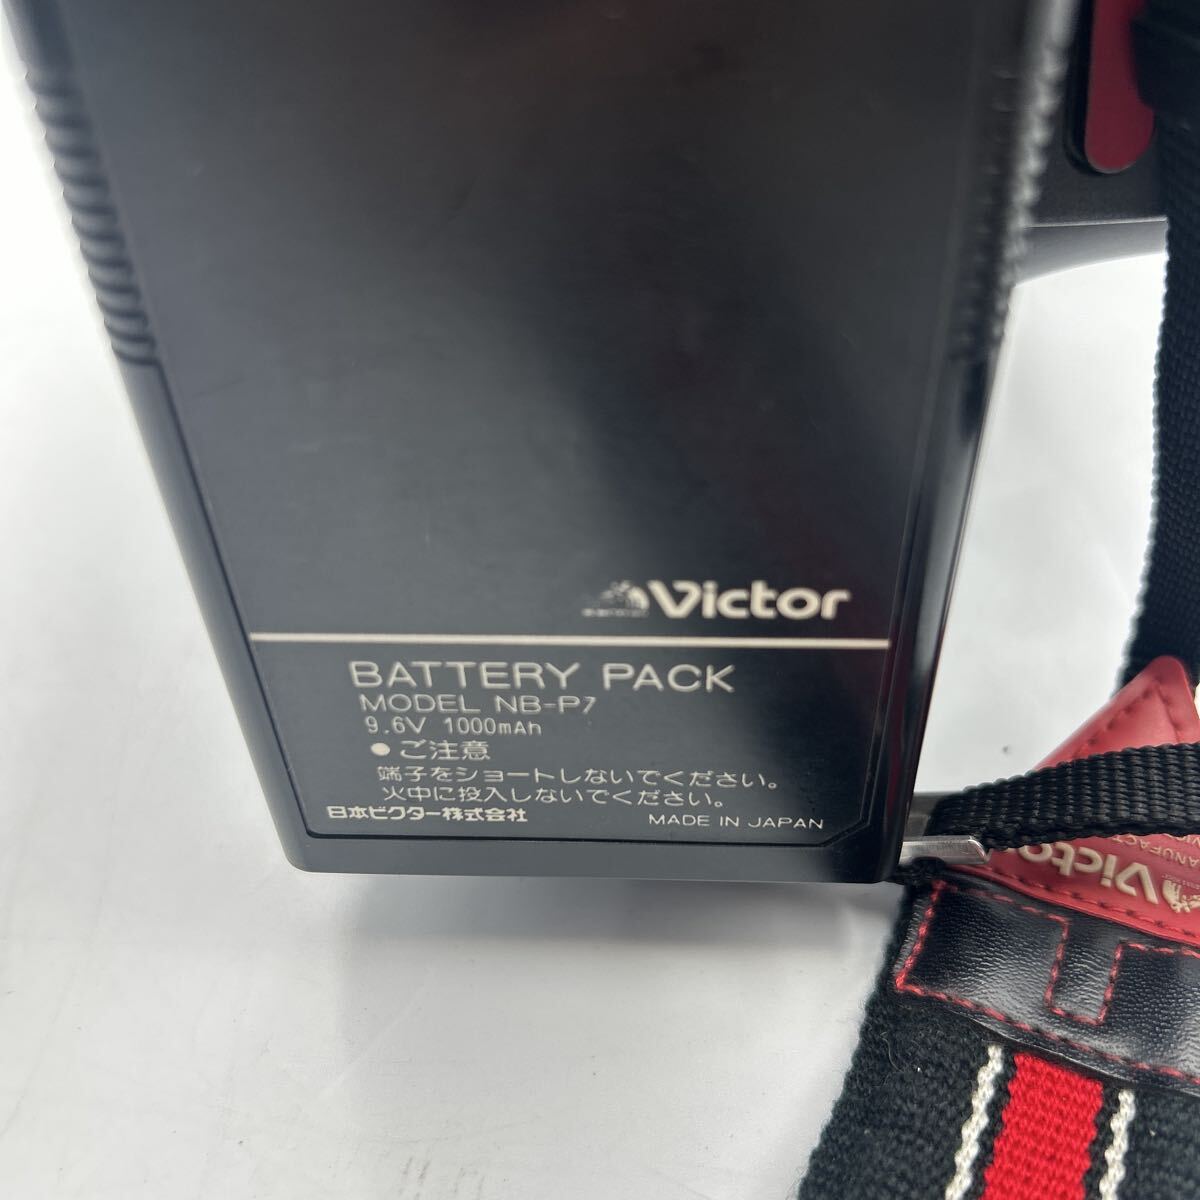 Victor
BATTERY PACK
MODEL NB-P7
9.6V 1000mAh
●ご注意
端子をショートしないでください。
火中に投入しないでください。
日本ビクター株式会社
MADE IN JAPAN
Victor